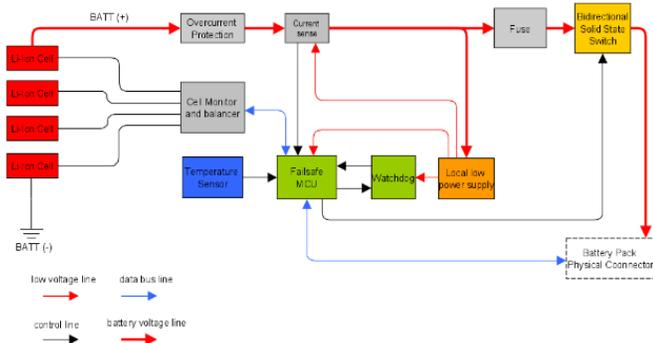 BATT (+)
Overcurrent
Protection
Current
sense
Fuse
Bidirectional
Solid State
Switch
Li-Ion Cell
Li-Ion Cell
Li-Ion Cell
Li-Ion Cell
Cell Monitor
and balancer
Temperature
Sensor
Failsafe
MCU
Watchdog
Local low
power supply
BATT (-)
Battery Pack
Physical Connector
low voltage line
data bus line
control line
battery voltage line